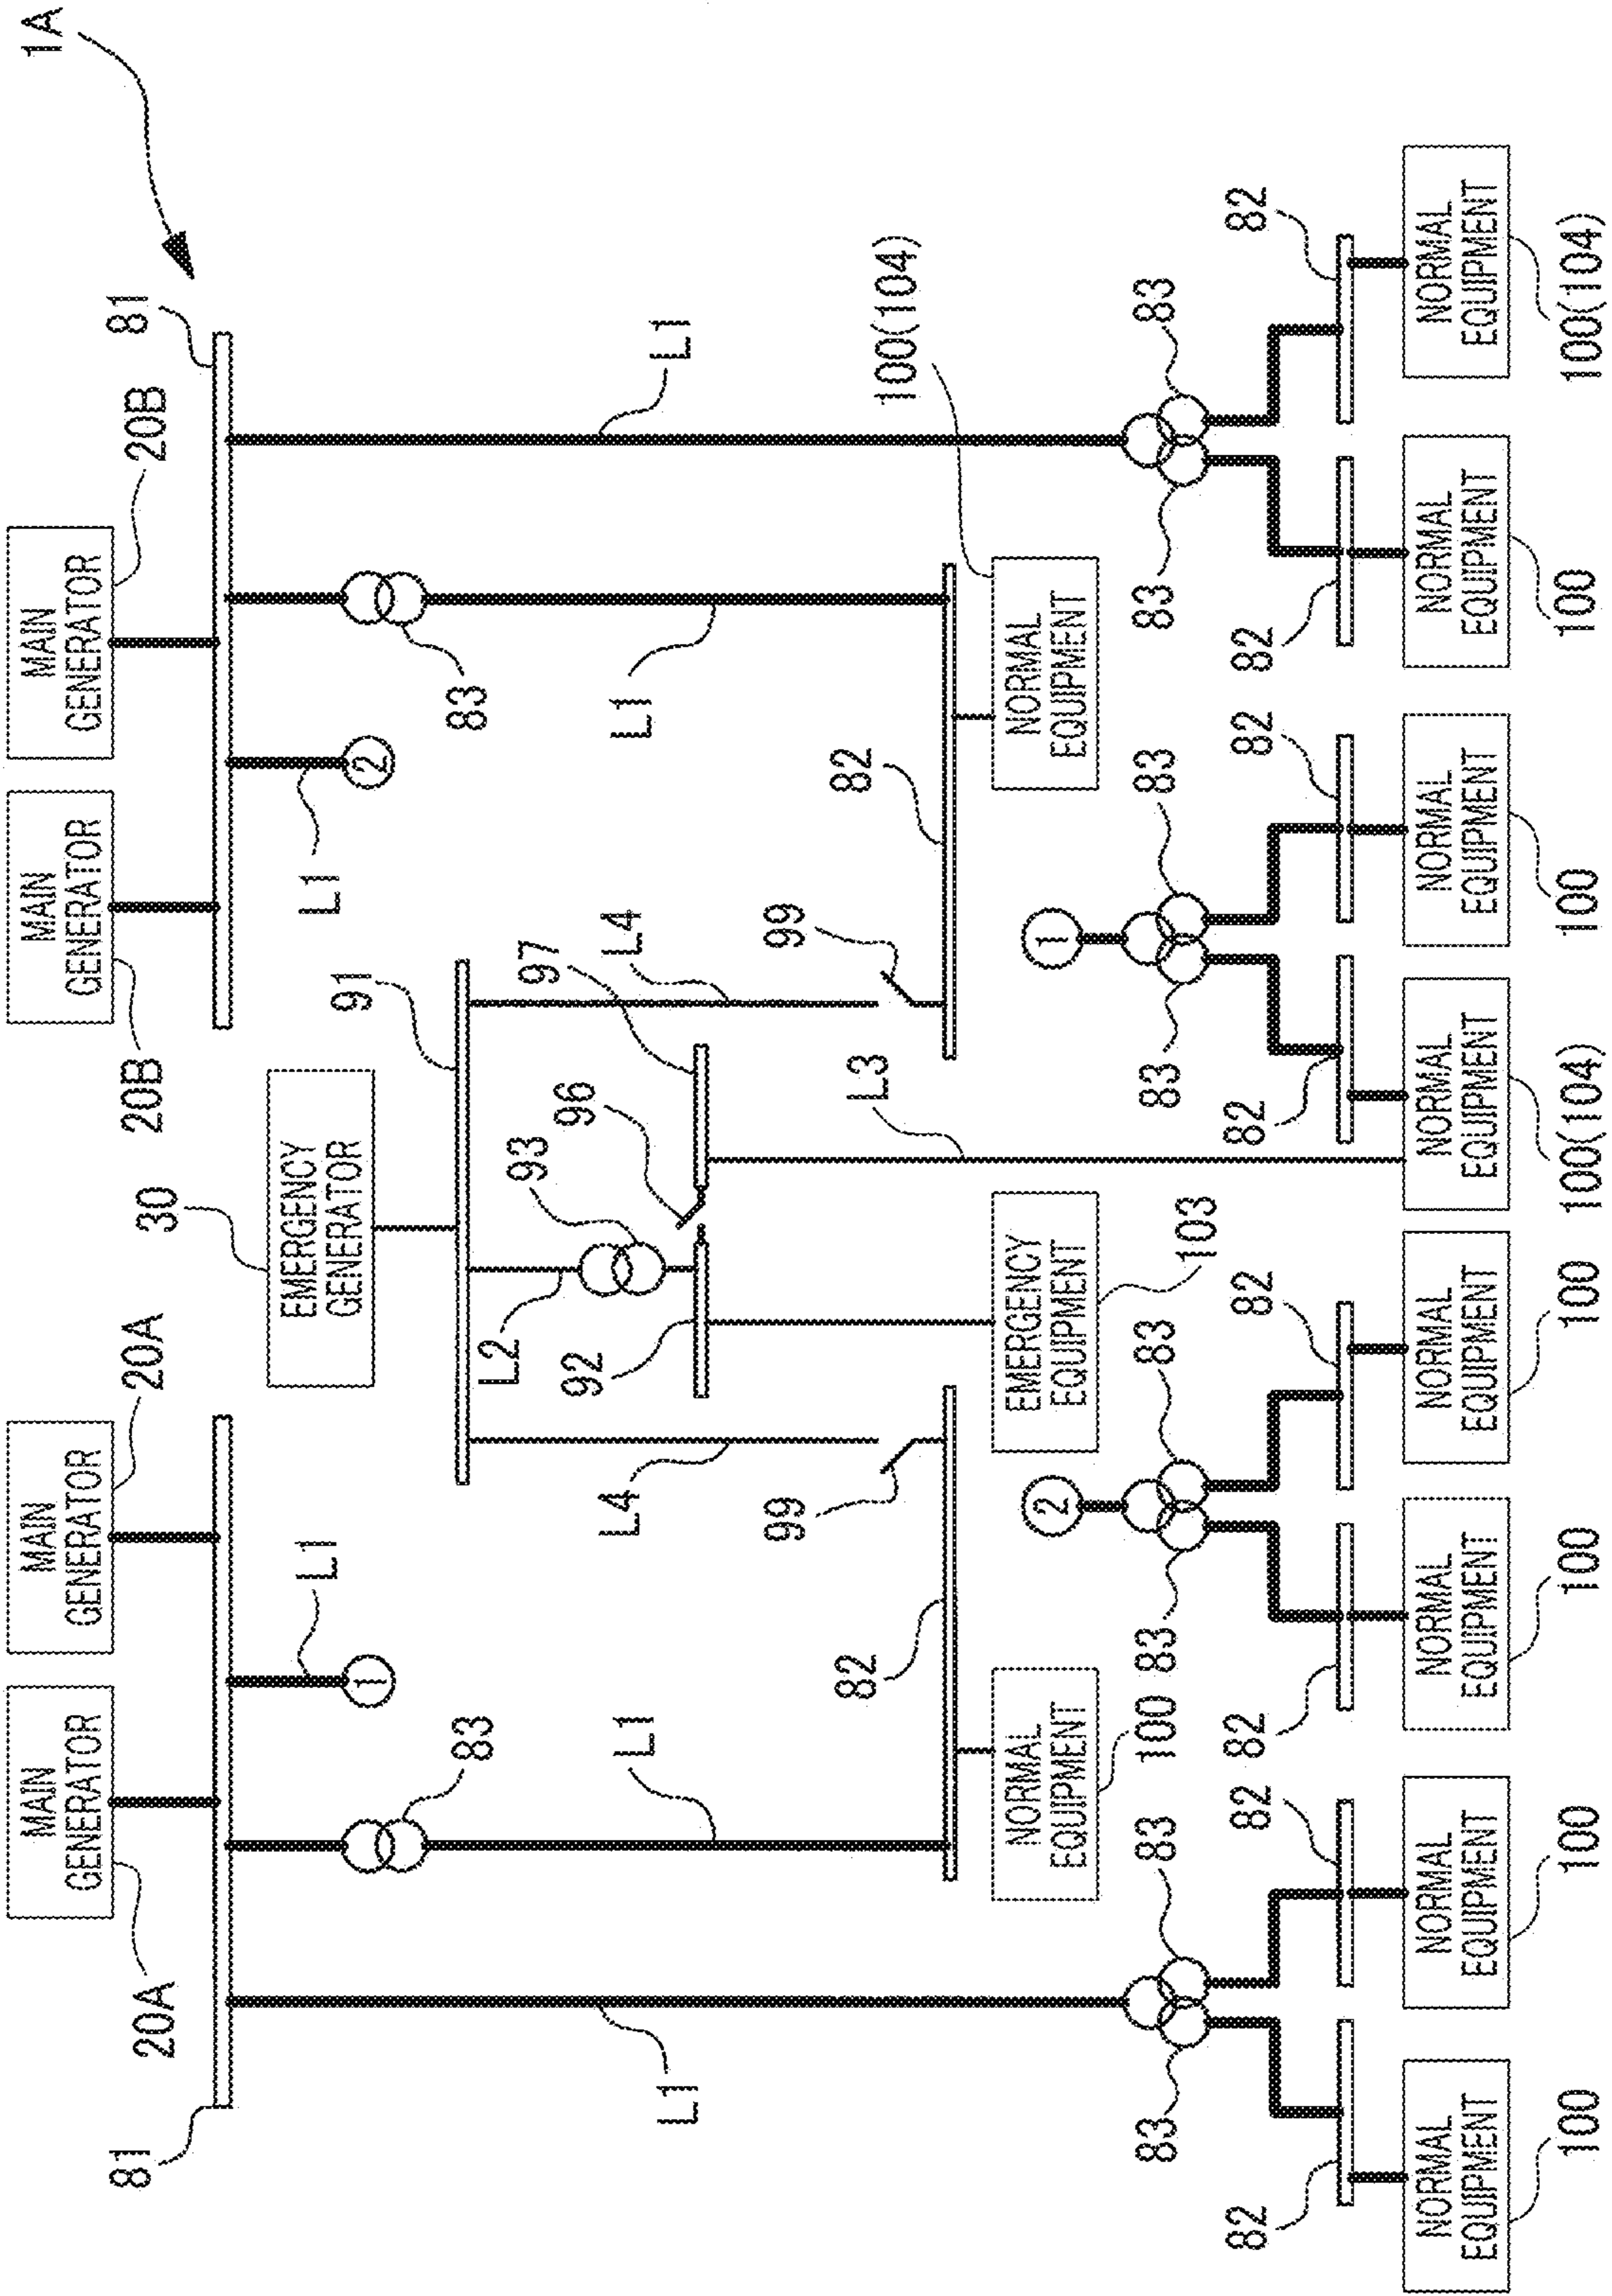 1A
MAIN
GENERATOR
MAIN
GENERATOR
MAIN
GENERATOR
MAIN
GENERATOR
81
20A
20A
20B
20B
81
30
EMERGENCY
GENERATOR
L1
L1
91
1
2
83
83
L2
93
97
92
96
L1
L1
L4
L4
L1
L1
99
99
82
82
L3
100(104)
NORMAL
EQUIPMENT
EMERGENCY
EQUIPMENT
NORMAL
EQUIPMENT
2
1
100
103
83
83
83
83
83
83
83
83
82
82
82
82
82
82
82
82
NORMAL
EQUIPMENT
NORMAL
EQUIPMENT
NORMAL
EQUIPMENT
NORMAL
EQUIPMENT
NORMAL
EQUIPMENT
NORMAL
EQUIPMENT
NORMAL
EQUIPMENT
NORMAL
EQUIPMENT
100
100
100
100
100(104)
100
100
100(104)